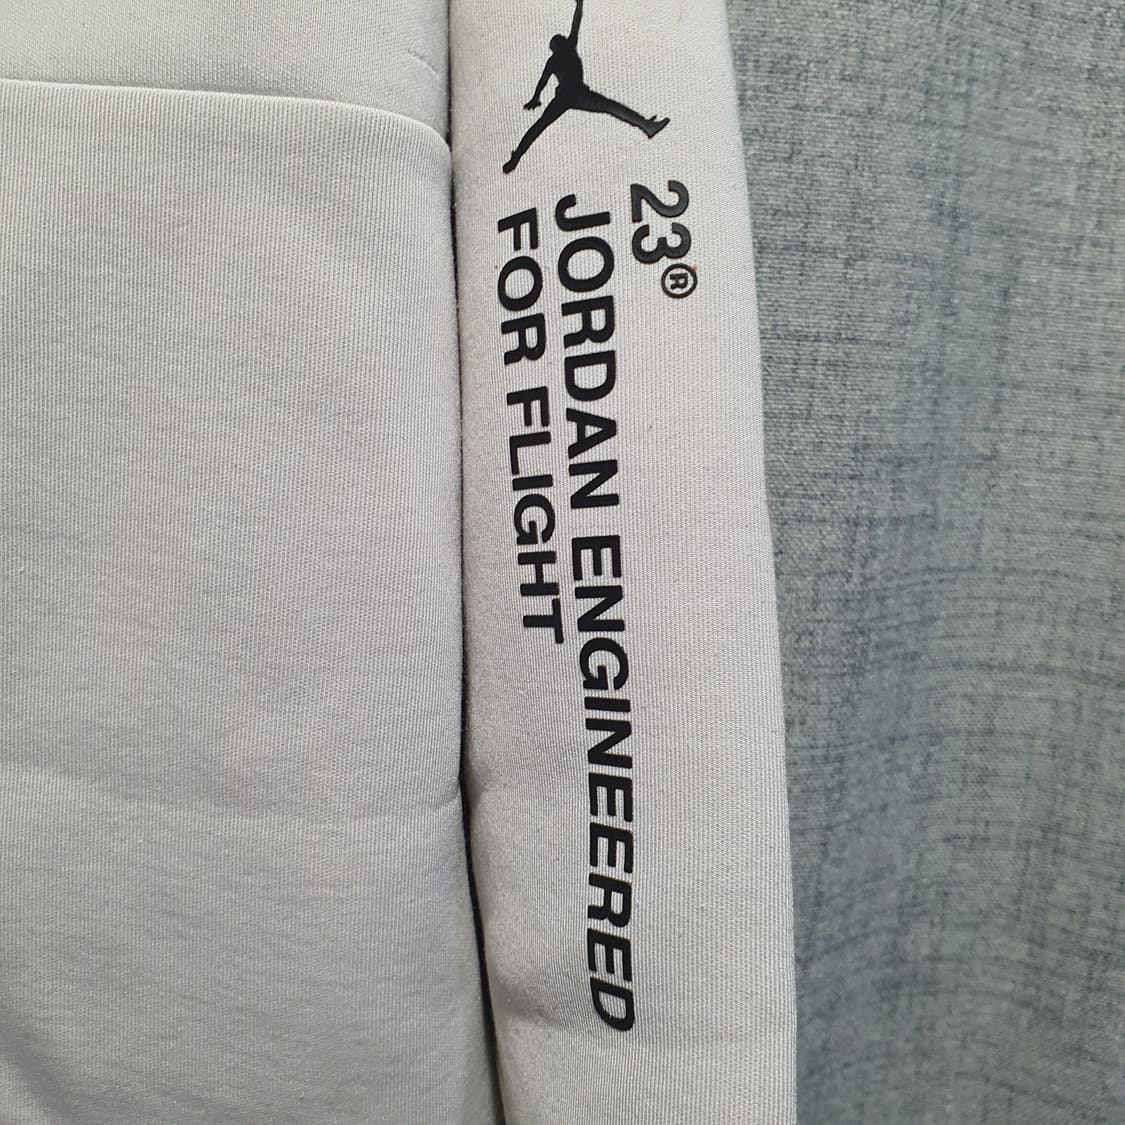 23®
JORDAN ENGINEERED
FOR FLIGHT